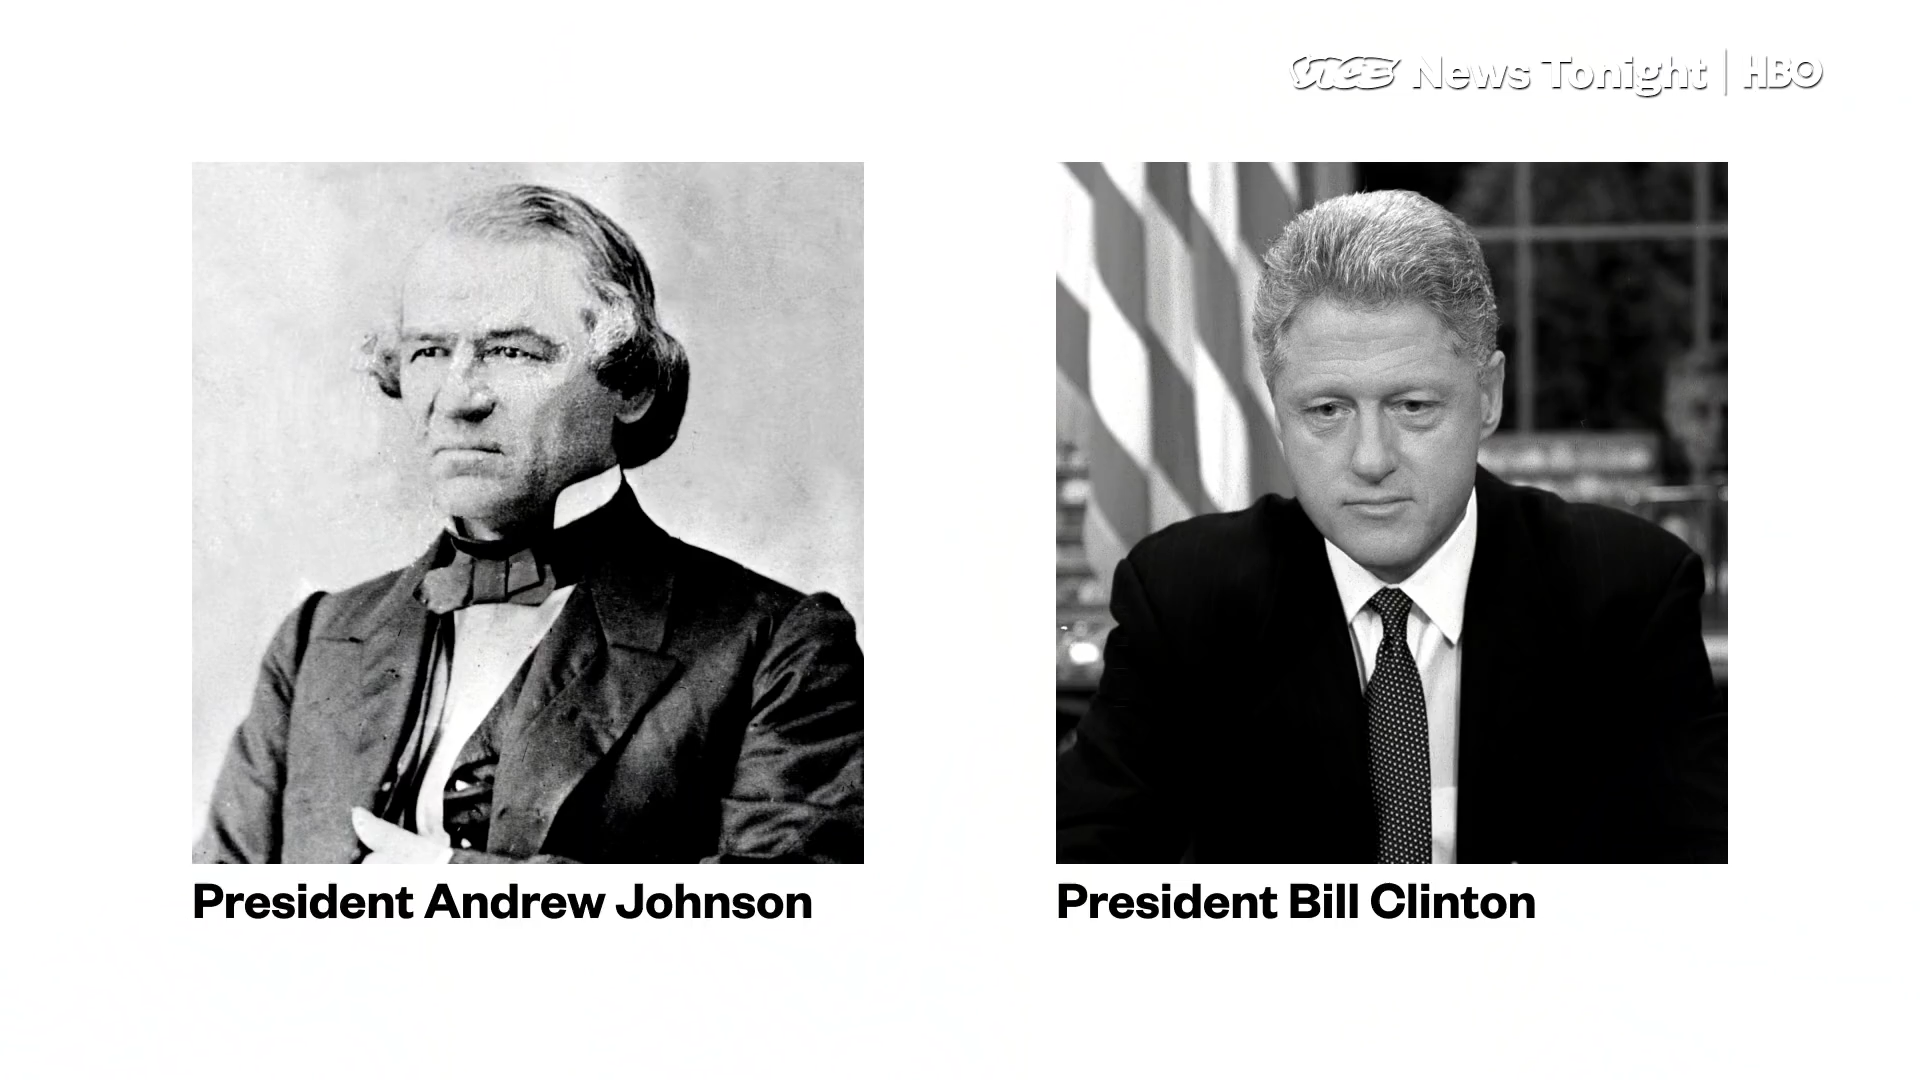 VICE News Tonight | HBO
President Andrew Johnson
President Bill Clinton